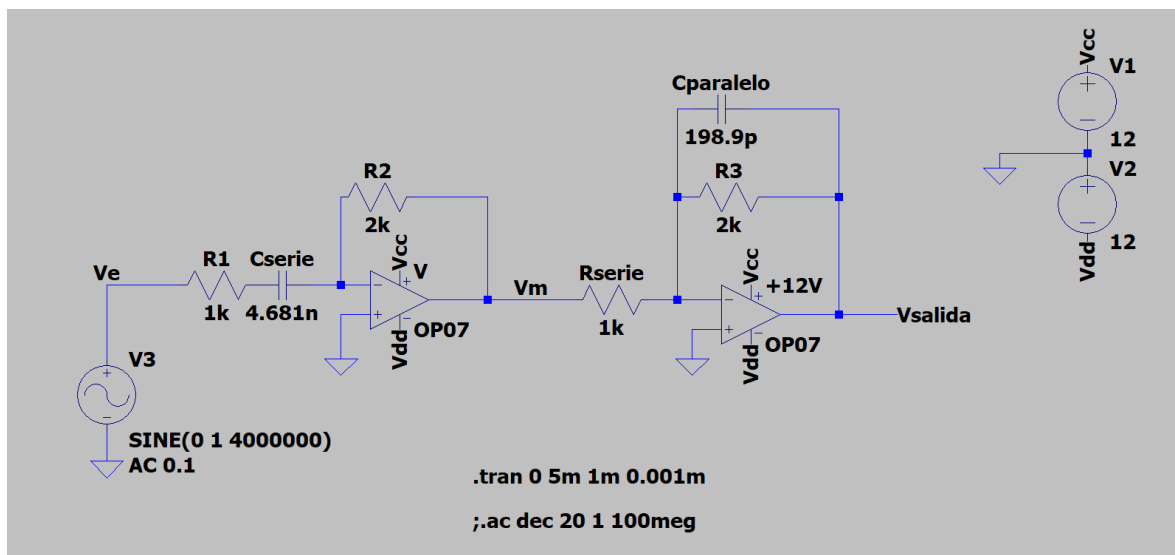 Vcc
V1
12
V2
12
Vdd
Cparalelo
198.9p
R3
2k
R2
2k
Vcc
V
Vdd
OP07
Ve
R1
1k
Cserie
4.681n
Vm
Rserie
1k
Vcc
+12V
Vdd
OP07
Vsalida
V3
SINE(0 1 4000000)
AC 0.1
.tran 0 5m 1m 0.001m
;.ac dec 20 1 100meg